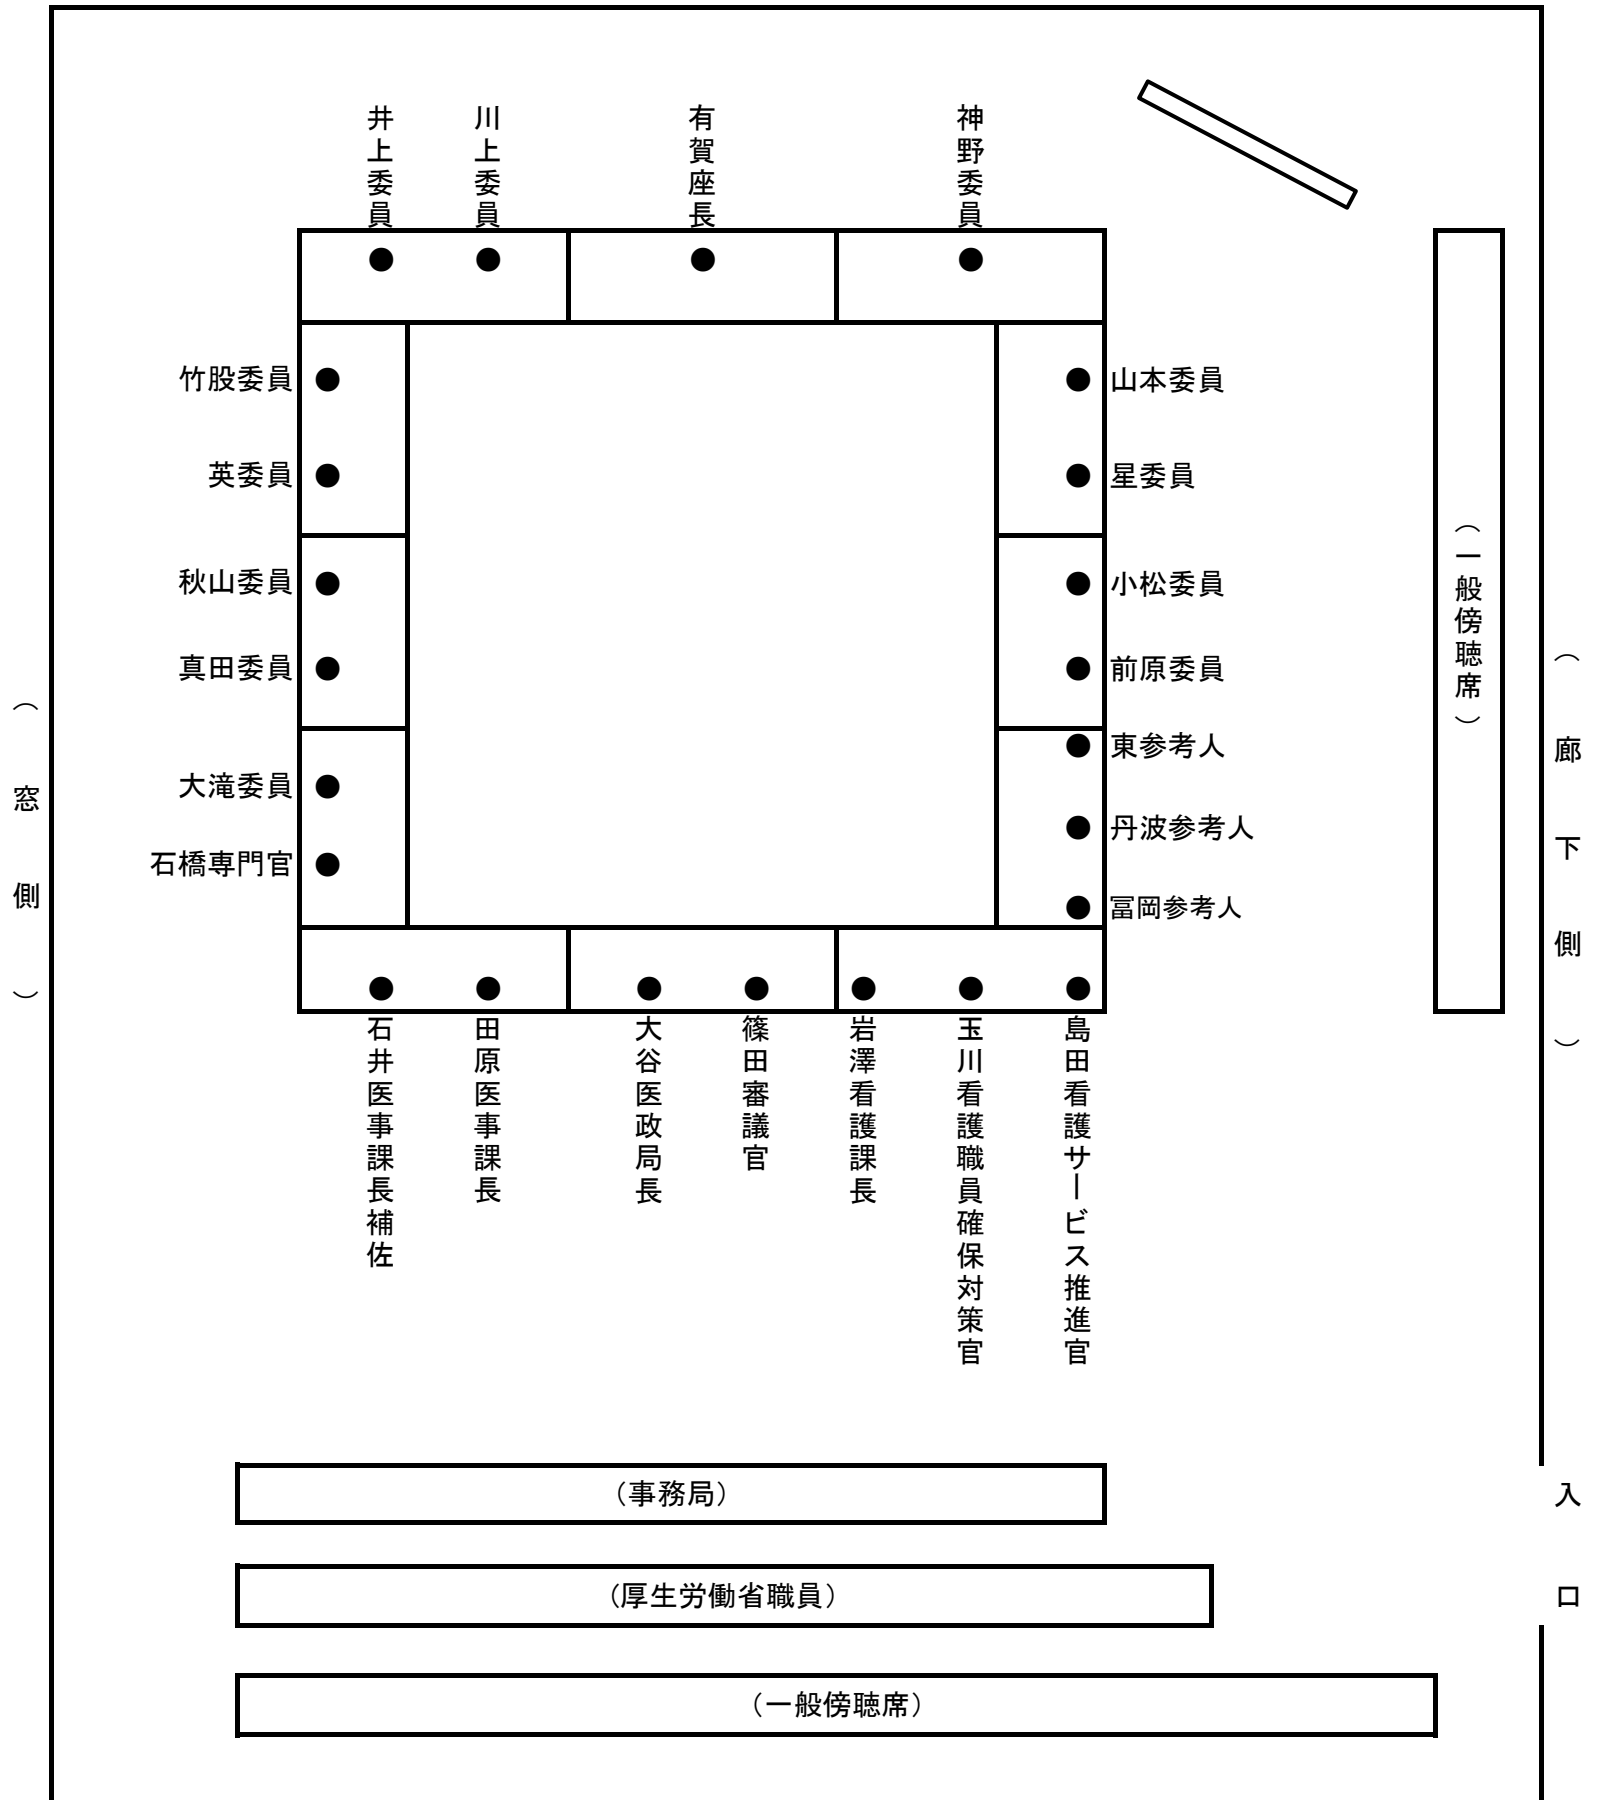 井上委員
川上委員
有賀座長
神野委員
竹股委員
山本委員
英委員
星委員
秋山委員
小松委員
真田委員
前原委員
東参考人
大滝委員
丹波参考人
石橋専門官
冨岡参考人
石井医事課長補佐
田原医事課長
大谷医政局長
篠田審議官
岩澤看護課長
玉川看護職員確保対策官
島田看護サービス推進官
（窓側）
（一般傍聴席）
（廊下側）
入口
（事務局）
（厚生労働省職員）
（一般傍聴席）